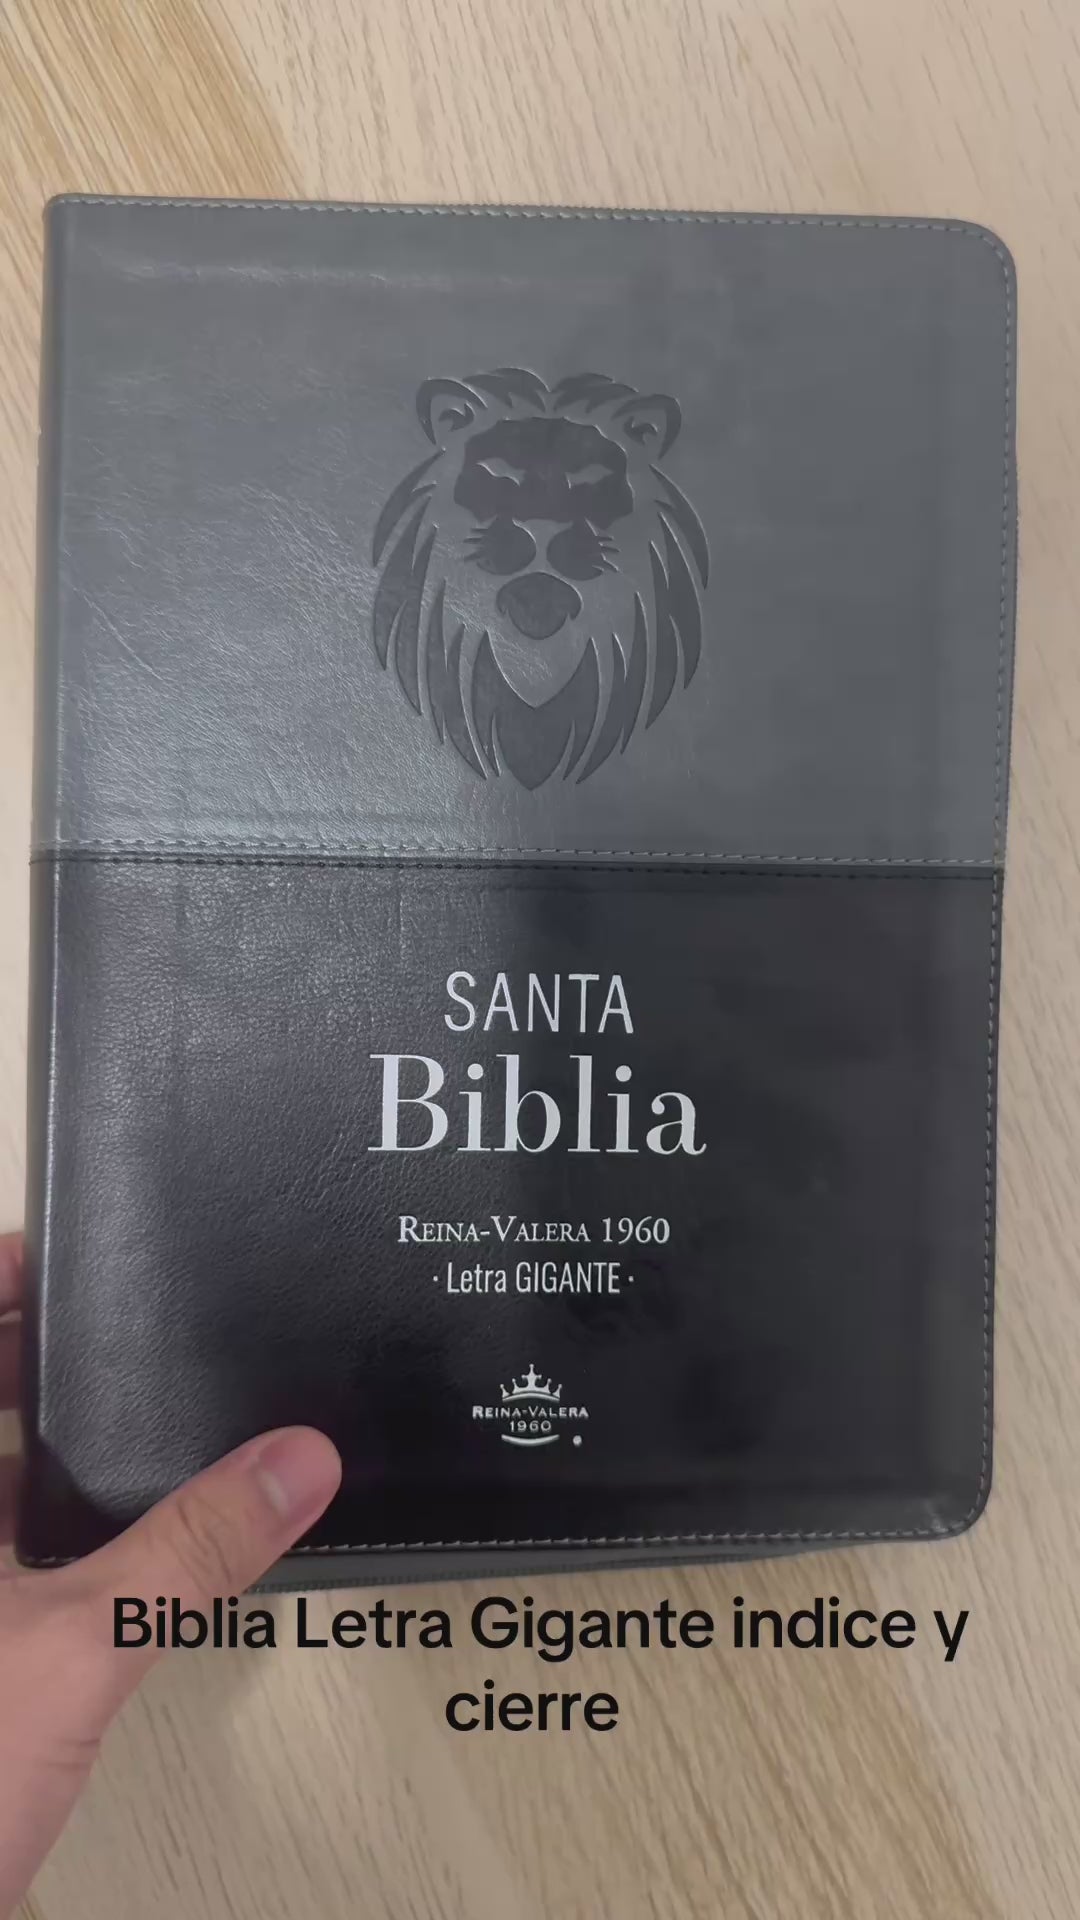 SANTA
Biblia
REINA-VALERA 1960
· Letra GIGANTE ·
REINA-VALERA
1960
Biblia Letra Gigante indice y
cierre